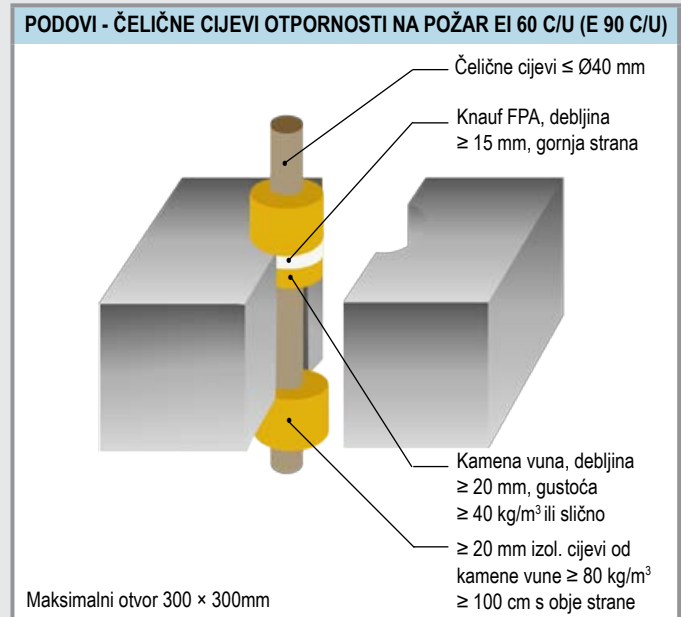 PODOVI - ČELIČNE CIJEVI OTPORNOSTI NA POŽAR EI 60 C/U (E 90 C/U)
Čelične cijevi ≤ Ø40 mm
Knauf FPA, debljina
≥ 15 mm, gornja strana
Kamena vuna, debljina
≥ 20 mm, gustoća
≥ 40 kg/m³ ili slično
≥ 20 mm izol. cijevi od
kamene vune ≥ 80 kg/m³
≥ 100 cm s obje strane
Maksimalni otvor 300 × 300mm